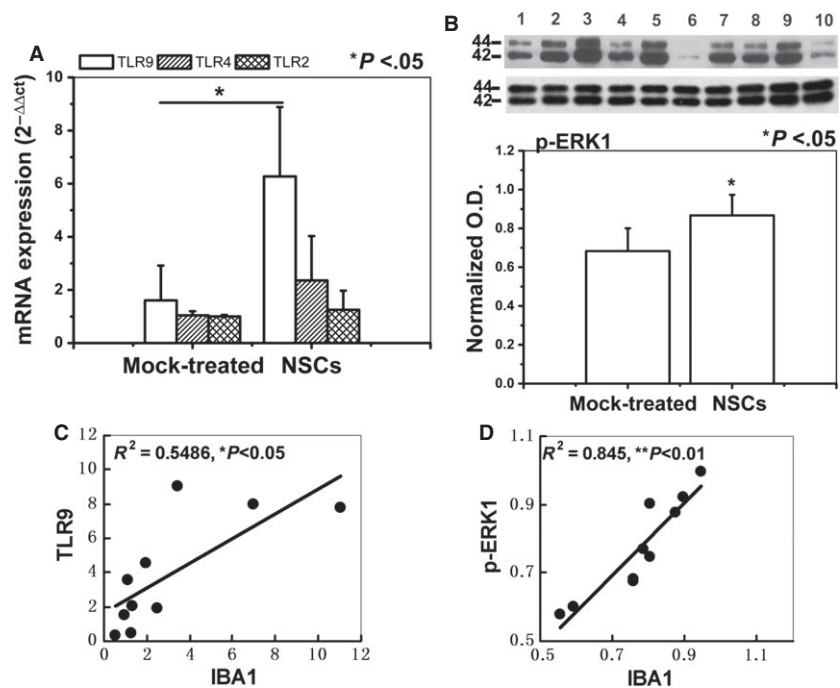 A
TLR9 TLR4 TLR2
*P <.05
*
mRNA expression (2−ΔΔct)
10
8
6
4
2
0
Mock-treated NSCs
B
1 2 3 4 5 6 7 8 9 10
44
42
44
42
p-ERK1 *P <.05
*
Normalized O.D.
1.2
1.0
0.8
0.6
0.4
0.2
0.0
Mock-treated NSCs
C
R2 = 0.5486, *P<0.05
TLR9
12
10
8
6
4
2
0
0 2 4 6 8 10 12
IBA1
D
R2 = 0.845, **P<0.01
p-ERK1
1.1
0.9
0.7
0.5
0.5 0.7 0.9 1.1
IBA1